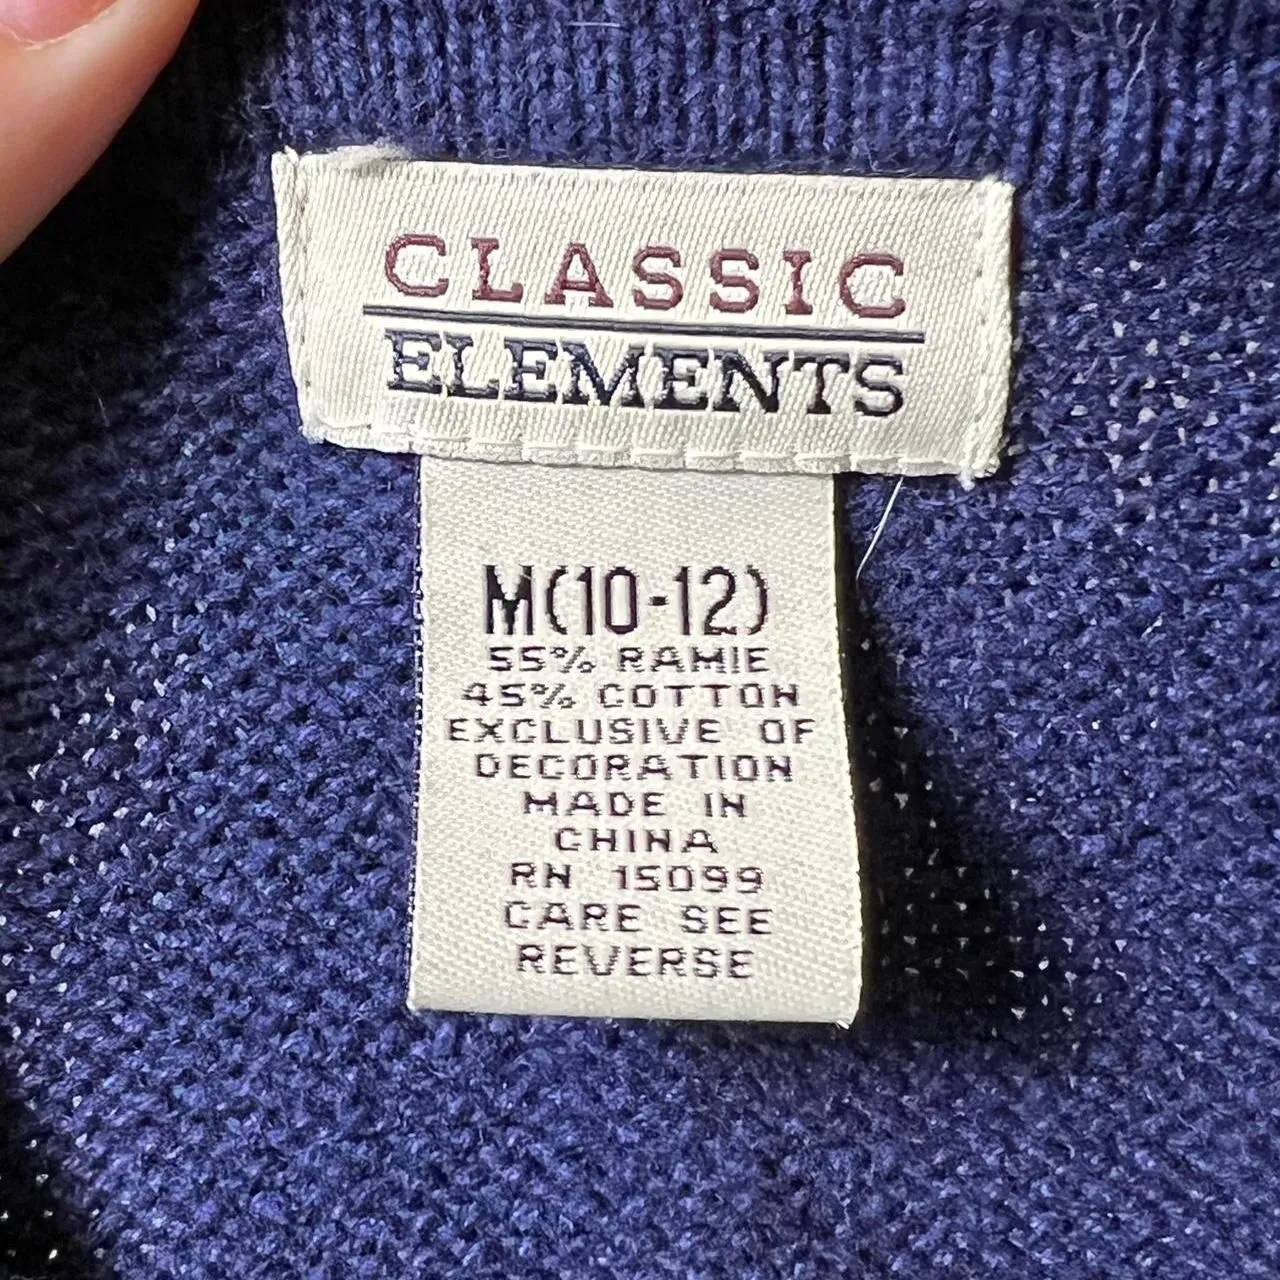 CLASSIC
ELEMENTS
M(10-12)
55% RAMIE
45% COTTON
EXCLUSIVE OF
DECORATION
MADE IN
CHINA
RN 15099
CARE SEE
REVERSE